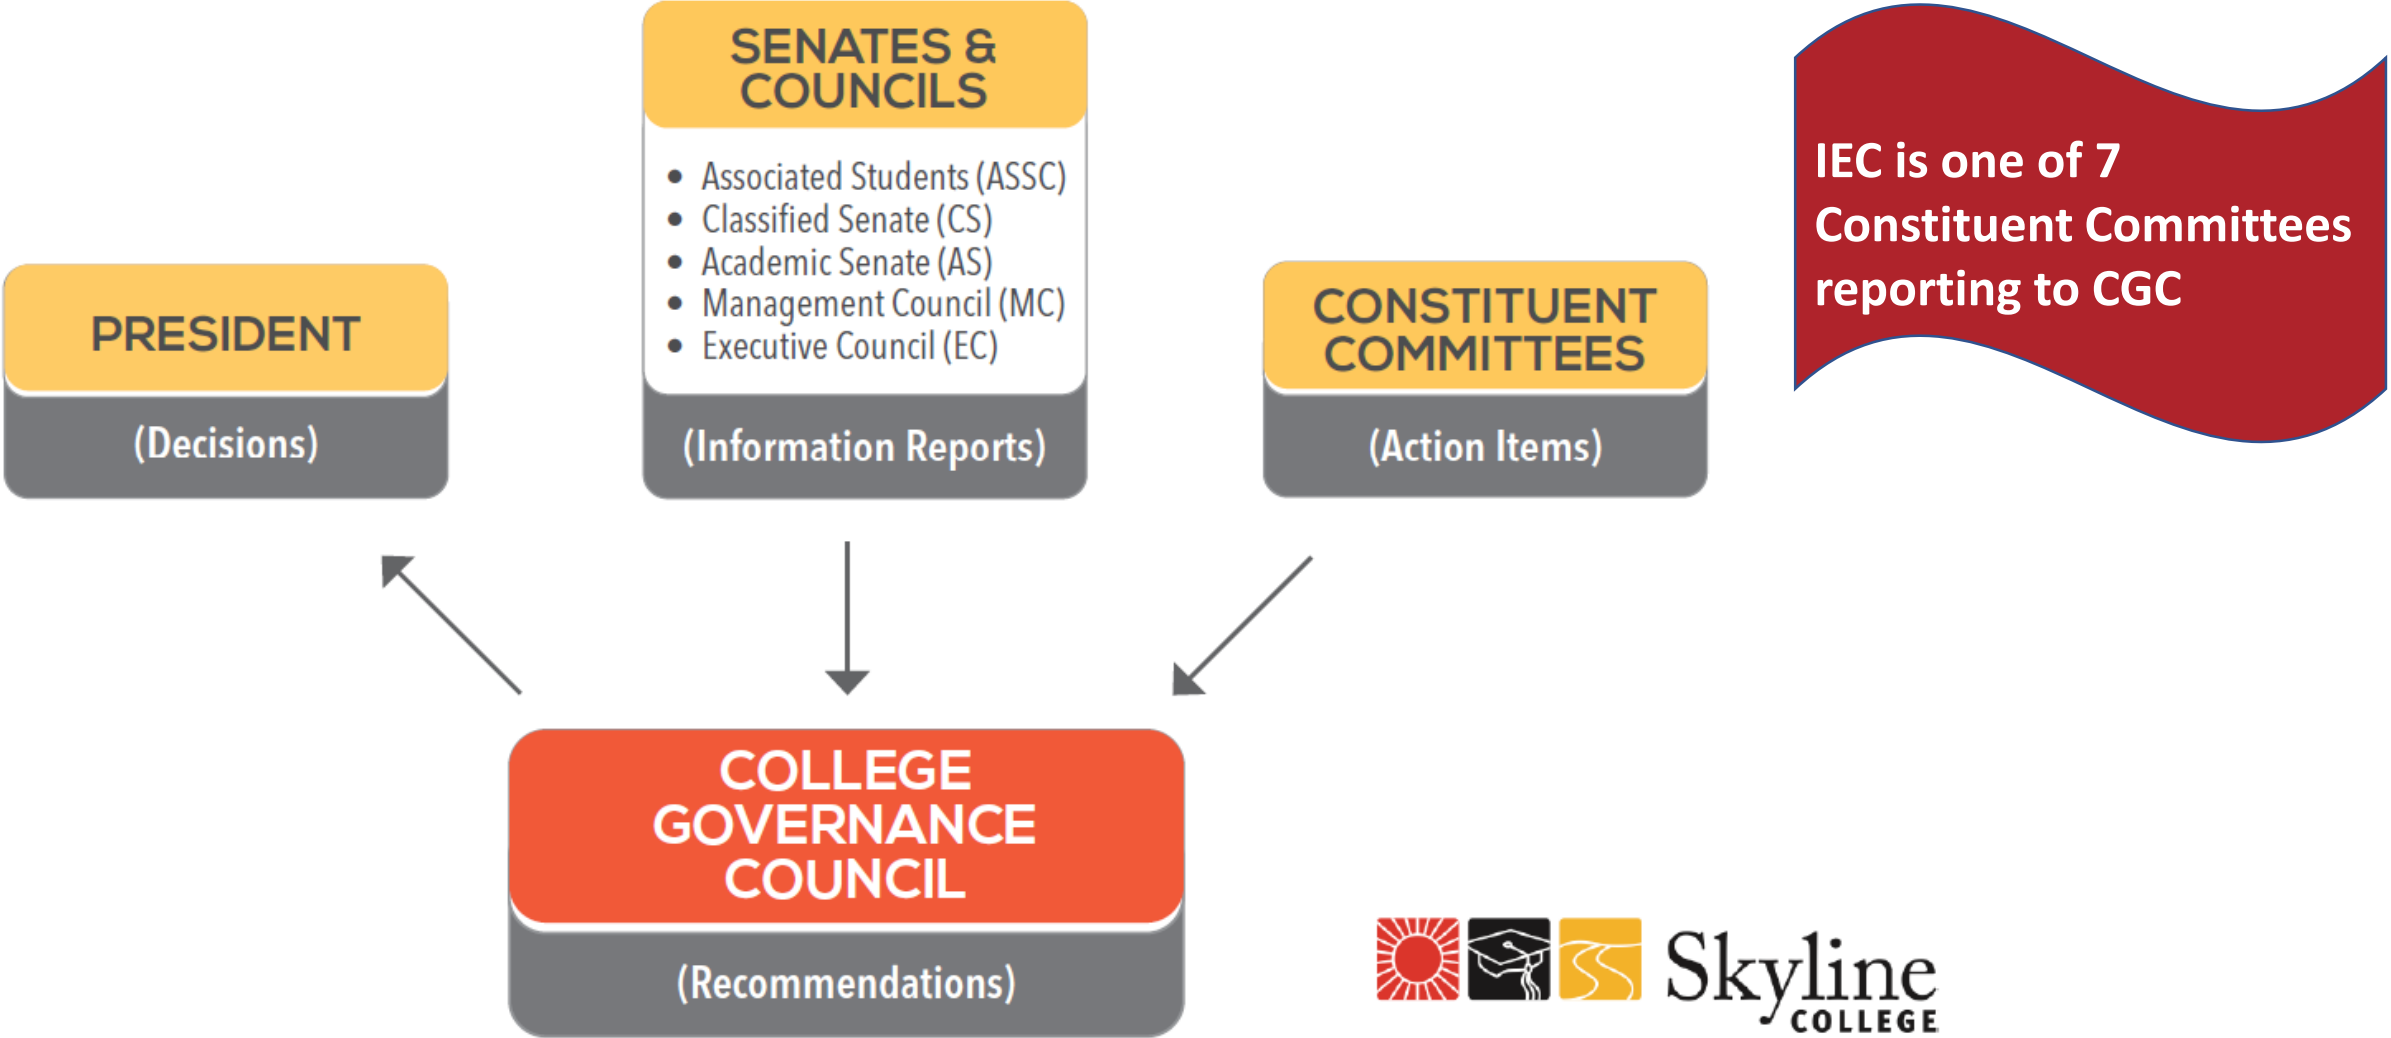 SENATES &
COUNCILS
• Associated Students (ASSC)
• Classified Senate (CS)
• Academic Senate (AS)
• Management Council (MC)
• Executive Council (EC)
(Information Reports)
PRESIDENT
(Decisions)
CONSTITUENT
COMMITTEES
(Action Items)
IEC is one of 7
Constituent Committees
reporting to CGC
COLLEGE
GOVERNANCE
COUNCIL
(Recommendations)
Skyline
COLLEGE